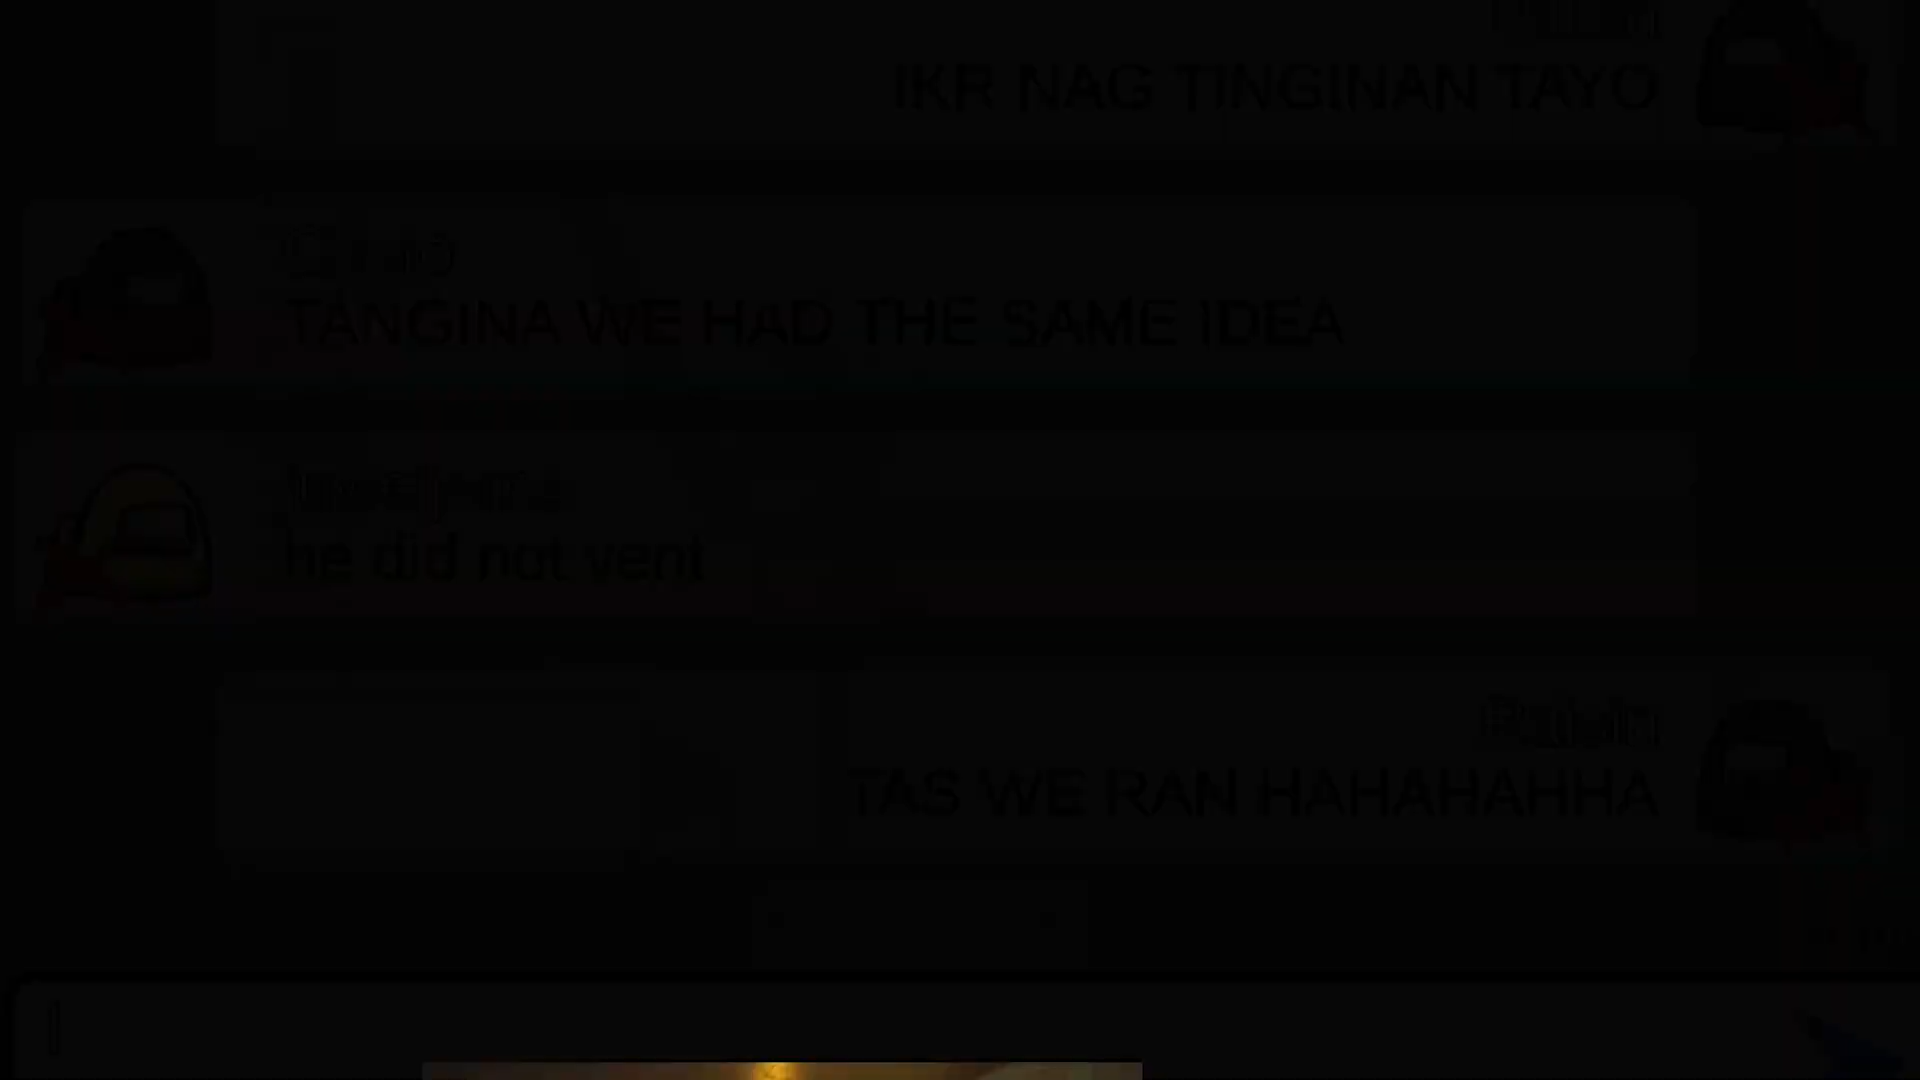 IKR NAG TINGINAN TAYO
TANGINA WE HAD THE SAME IDEA
he did not vent
TAS WE RAN HAHAHAHHA